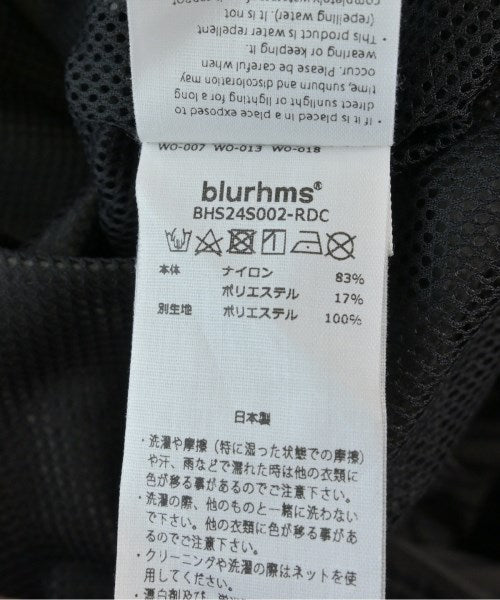 • If it is placed in a place exposed to
direct sunlight or lighting for a long
time, sunburn and discoloration may
occur. Please be careful when
wearing or keeping it.
• This product is water repellent
(repelling water). It is not
WO-007 WO-013 WO-018
blurhms®
BHS24S002-RDC
本体 ナイロン 83%
ポリエステル 17%
別生地 ポリエステル 100%
日本製
・洗濯や摩擦（特に湿った状態での摩擦）
や汗、雨などで濡れた時は他の衣類に
色が移る事があるのでご注意下さい。
・洗濯の際、他のものと一緒に洗わない
で下さい。他の衣類に色が移る事があ
るのでご注意下さい。
・クリーニングや洗濯の際はネットを使
用してください。
・漂白剤及び